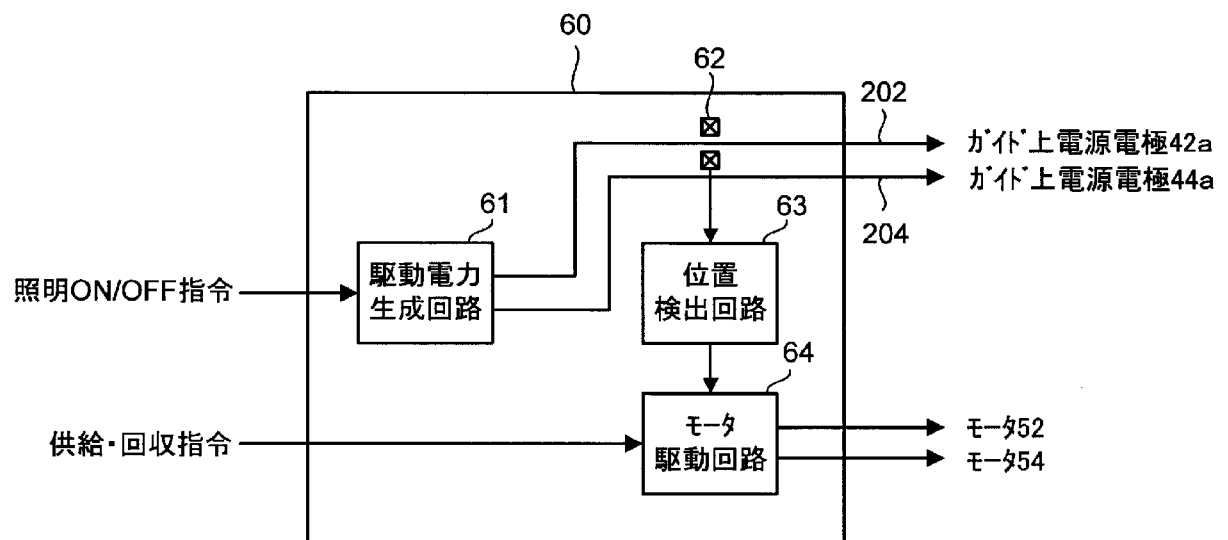 60
62
202
ｶﾞｲﾄﾞ上電源電極42a
ｶﾞｲﾄﾞ上電源電極44a
204
61
63
駆動電力
生成回路
位置
検出回路
照明ON/OFF指令
64
ﾓｰﾀ
駆動回路
供給・回収指令
ﾓｰﾀ52
ﾓｰﾀ54